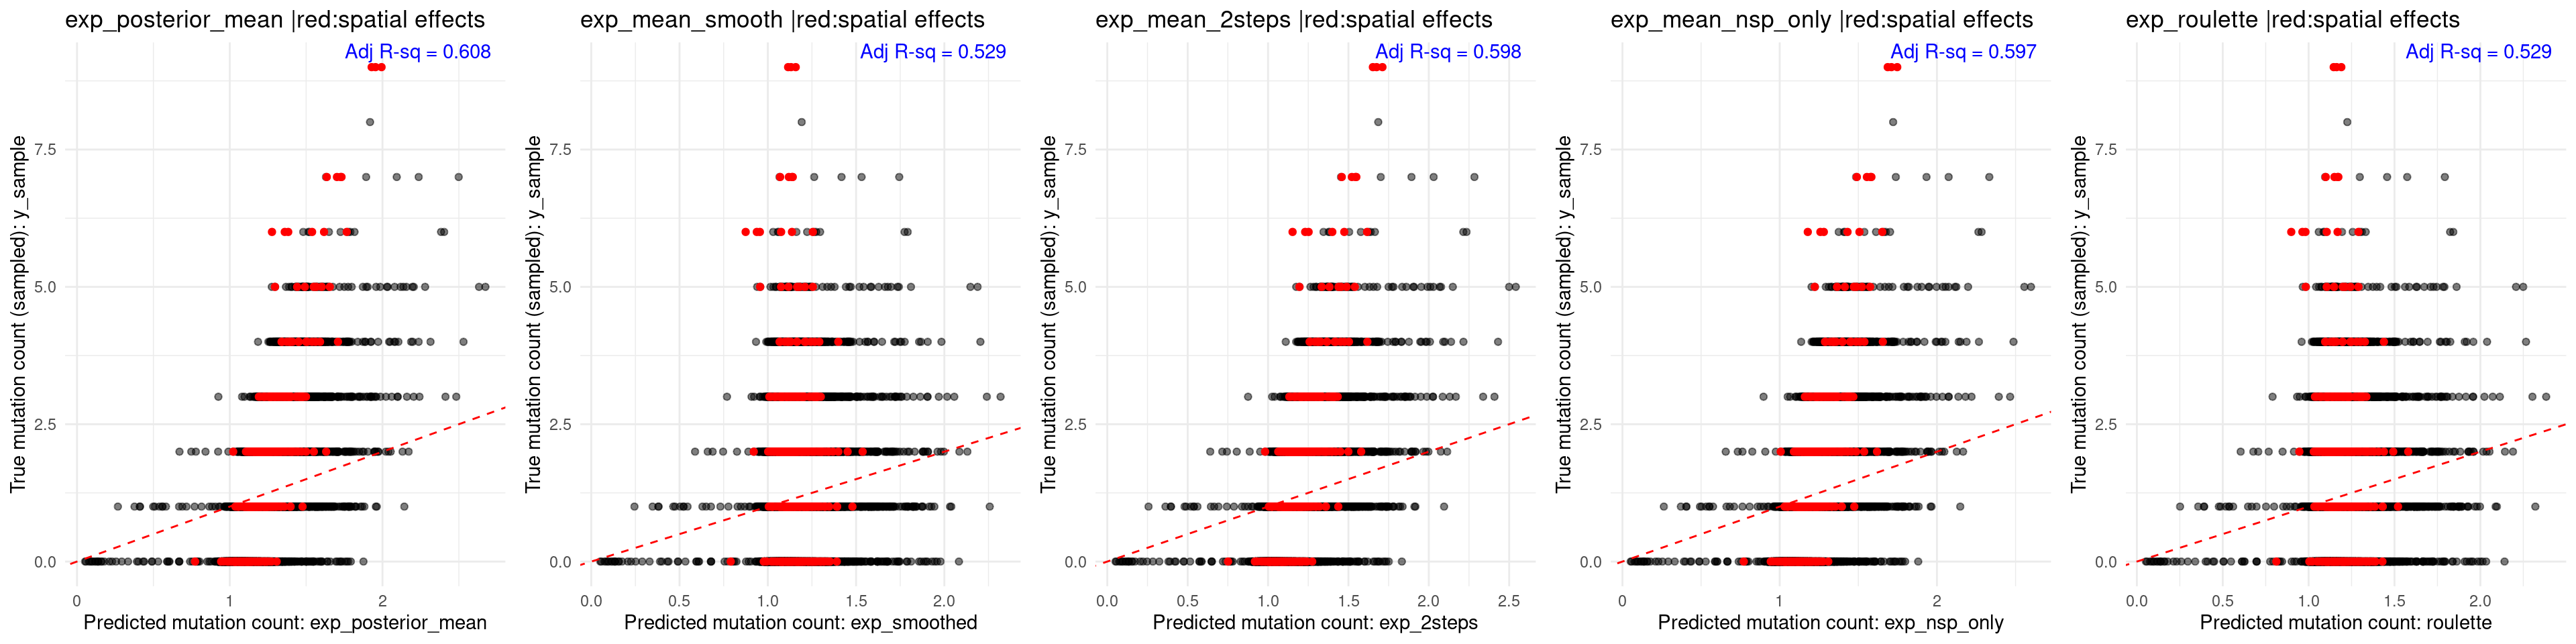 exp_posterior_mean |red:spatial effects
Adj R-sq = 0.608
True mutation count (sampled): y_sample
7.5
5.0
2.5
0.0
0 1 2
Predicted mutation count: exp_posterior_mean
exp_mean_smooth |red:spatial effects
Adj R-sq = 0.529
True mutation count (sampled): y_sample
7.5
5.0
2.5
0.0
0.0 0.5 1.0 1.5 2.0
Predicted mutation count: exp_smoothed
exp_mean_2steps |red:spatial effects
Adj R-sq = 0.598
True mutation count (sampled): y_sample
7.5
5.0
2.5
0.0
0.0 0.5 1.0 1.5 2.0 2.5
Predicted mutation count: exp_2steps
exp_mean_nsp_only |red:spatial effects
Adj R-sq = 0.597
True mutation count (sampled): y_sample
7.5
5.0
2.5
0.0
0 1 2
Predicted mutation count: exp_nsp_only
exp_roulette |red:spatial effects
Adj R-sq = 0.529
True mutation count (sampled): y_sample
7.5
5.0
2.5
0.0
0.0 0.5 1.0 1.5 2.0
Predicted mutation count: roulette